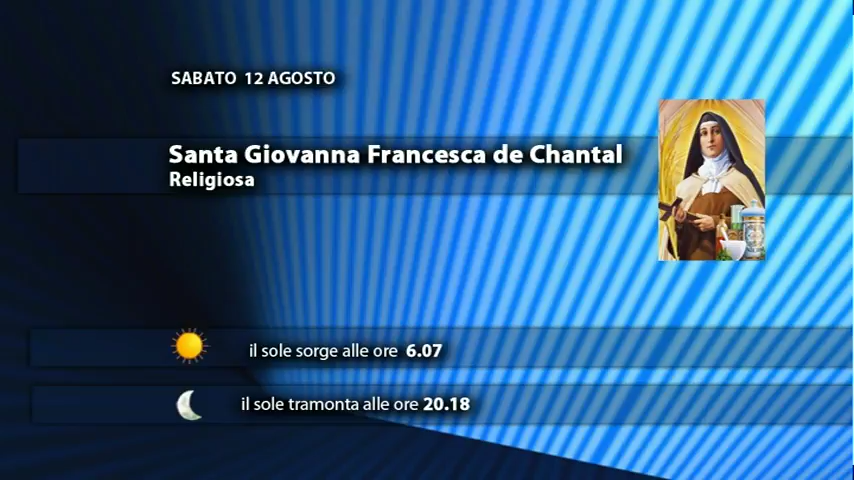 SABATO 12 AGOSTO
Santa Giovanna Francesca de Chantal
Religiosa
il sole sorge alle ore 6.07
il sole tramonta alle ore 20.18